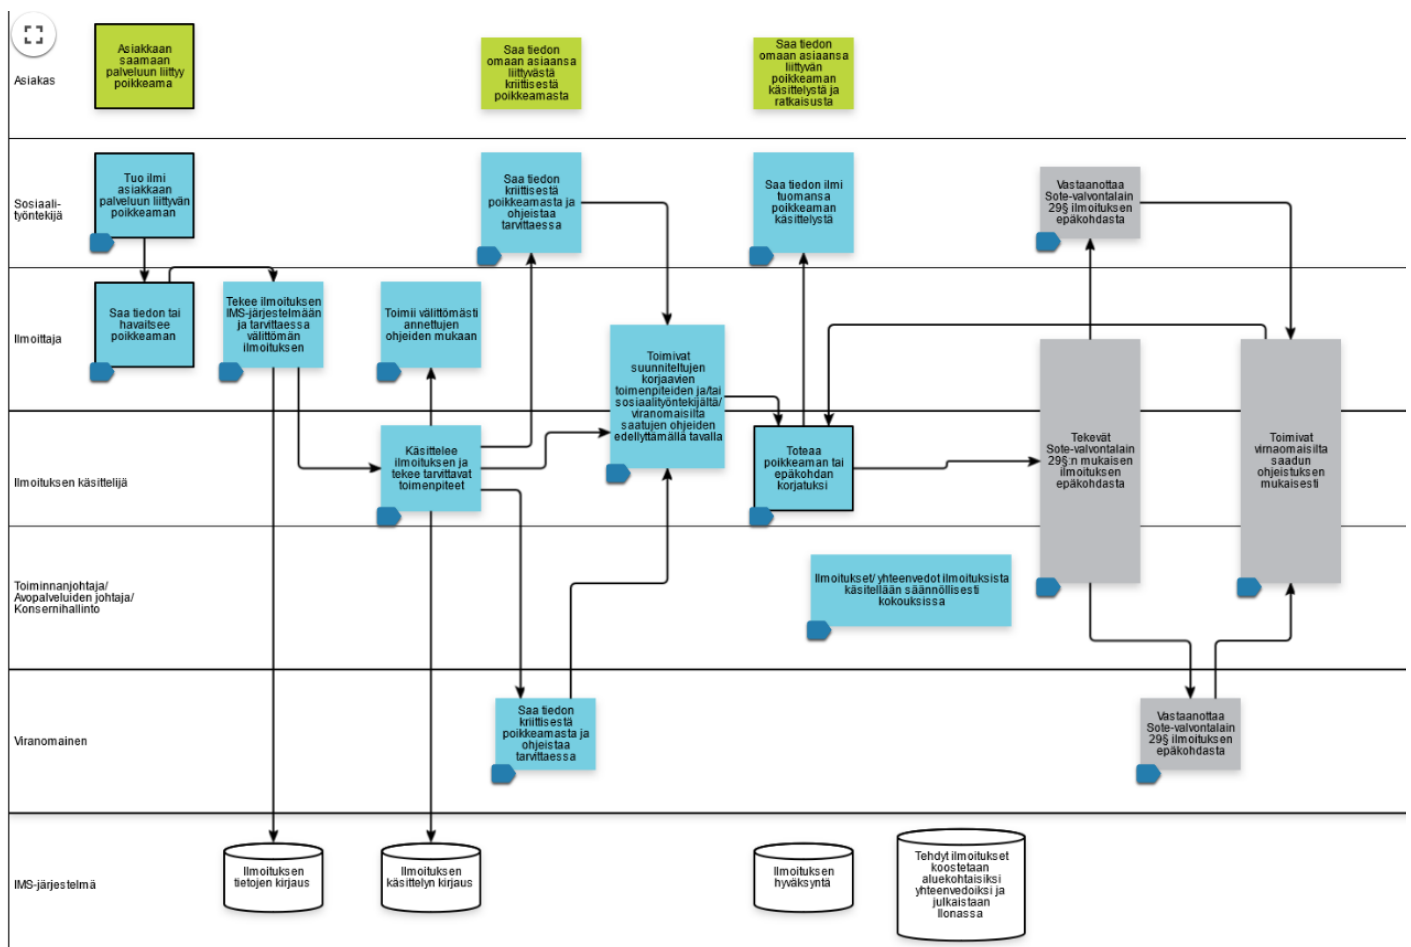 Asiakas
Asiakkaan
saamaan
palveluun liittyy
poikkeama
Saa tiedon
omaan asiaansa
liittyvästä
kriittisestä
poikkeamasta
Saa tiedon
omaan asiaansa
liittyvän
poikkeaman
käsittelystä ja
ratkaisusta
Sosiaali-
työntekijä
Tuo ilmi
asiakkaan
palveluun liittyvän
poikkeaman
Saa tiedon
kriittisestä
poikkeamasta ja
ohjeistaa
tarvittaessa
Saa tiedon ilmi
tuomansa
poikkeaman
käsittelystä
Vastaanottaa
Sote-valvontalain
29§ ilmoituksen
epäkohdasta
Ilmoittaja
Saa tiedon tai
havaitsee
poikkeaman
Tekee ilmoituksen
IMS-järjestelmään
ja tarvittaessa
välittömän
ilmoituksen
Toimii välittömästi
annettujen
ohjeiden mukaan
Toimivat
suunniteltujen
korjaavien
toimenpiteiden ja/tai
sosiaalityöntekijältä/
viranomaisilta
saatujen ohjeiden
edellyttämällä tavalla
Ilmoituksen käsittelijä
Käsittelee
ilmoituksen ja
tekee tarvittavat
toimenpiteet
Toteaa
poikkeaman tai
epäkohdan
korjatuksi
Tekevät
Sote-valvontalain
29§:n mukaisen
ilmoituksen
epäkohdasta
Toimivat
virnaomaisilta
saadun
ohjeistuksen
mukaisesti
Toiminnanjohtaja/
Avopalveluiden johtaja/
Konsernihallinto
Ilmoitukset/ yhteenvedot ilmoituksista
käsitellään säännöllisesti
kokouksissa
Viranomainen
Saa tiedon
kriittisestä
poikkeamasta ja
ohjeistaa
tarvittaessa
Vastaanottaa
Sote-valvontalain
29§ ilmoituksen
epäkohdasta
IMS-järjestelmä
Ilmoituksen
tietojen kirjaus
Ilmoituksen
käsittelyn kirjaus
Ilmoituksen
hyväksyntä
Tehdyt ilmoitukset
koostetaan
aluekohtaisiksi
yhteenvedoiksi ja
julkaistaan
Ilonassa